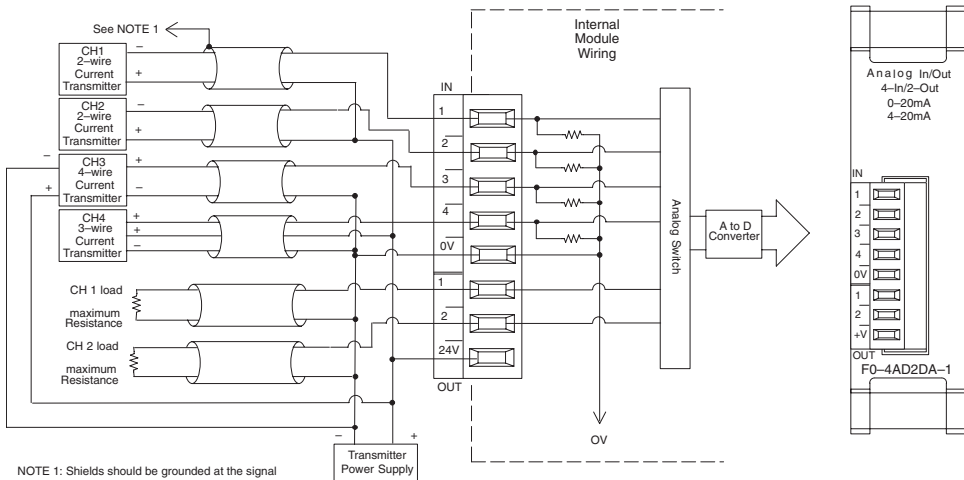 See NOTE 1
CH1
2–wire
Current
Transmitter
–
+
CH2
2–wire
Current
Transmitter
–
+
–
+
CH3
4–wire
Current
Transmitter
+
–
CH4
3–wire
Current
Transmitter
+
+
–
CH 1 load
maximum
Resistance
CH 2 load
maximum
Resistance
IN
1
2
3
4
0V
1
2
24V
OUT
Internal
Module
Wiring
Analog Switch
A to D
Converter
OV
–
+
Transmitter
Power Supply
NOTE 1: Shields should be grounded at the signal
Analog In/Out
4–In/2–Out
0–20mA
4–20mA
IN
1
2
3
4
0V
1
2
+V
OUT
F0–4AD2DA–1